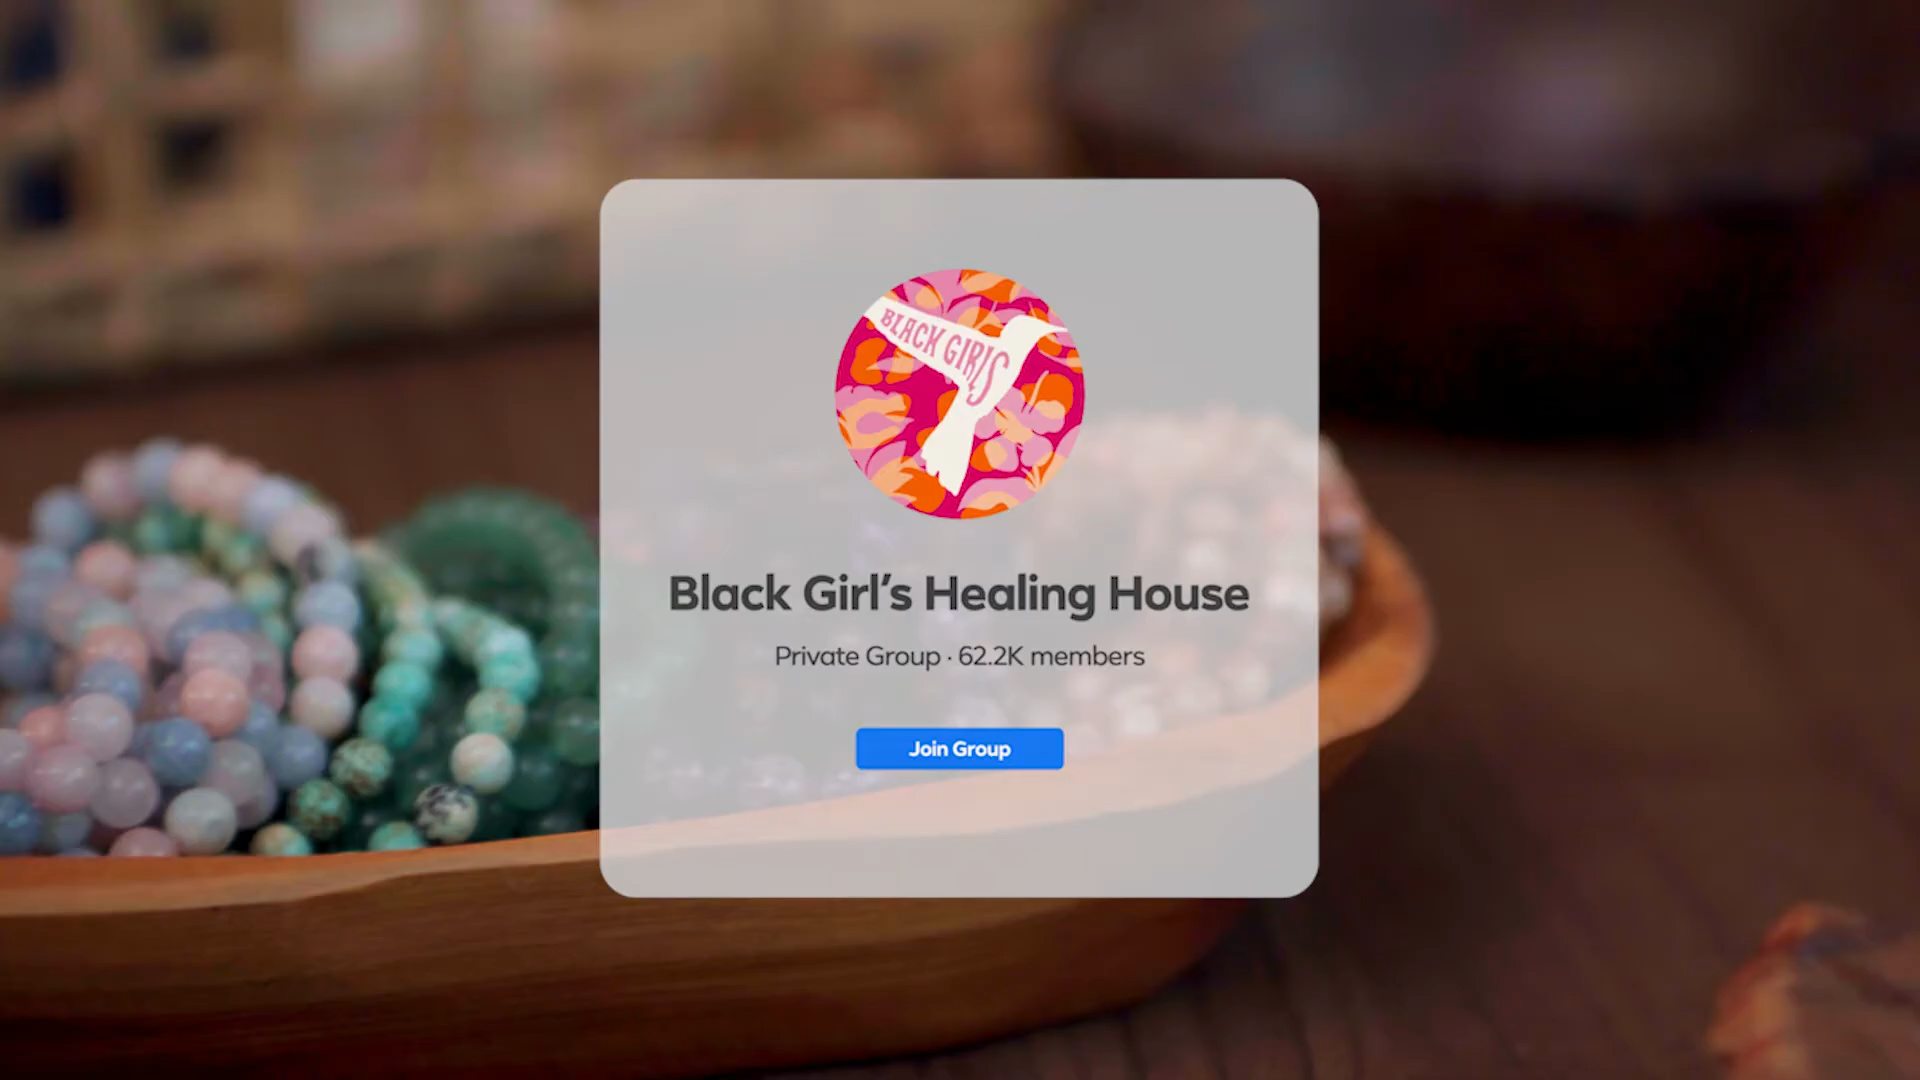 BLACK GIRLS
Black Girl’s Healing House
Private Group · 62.2K members
Join Group